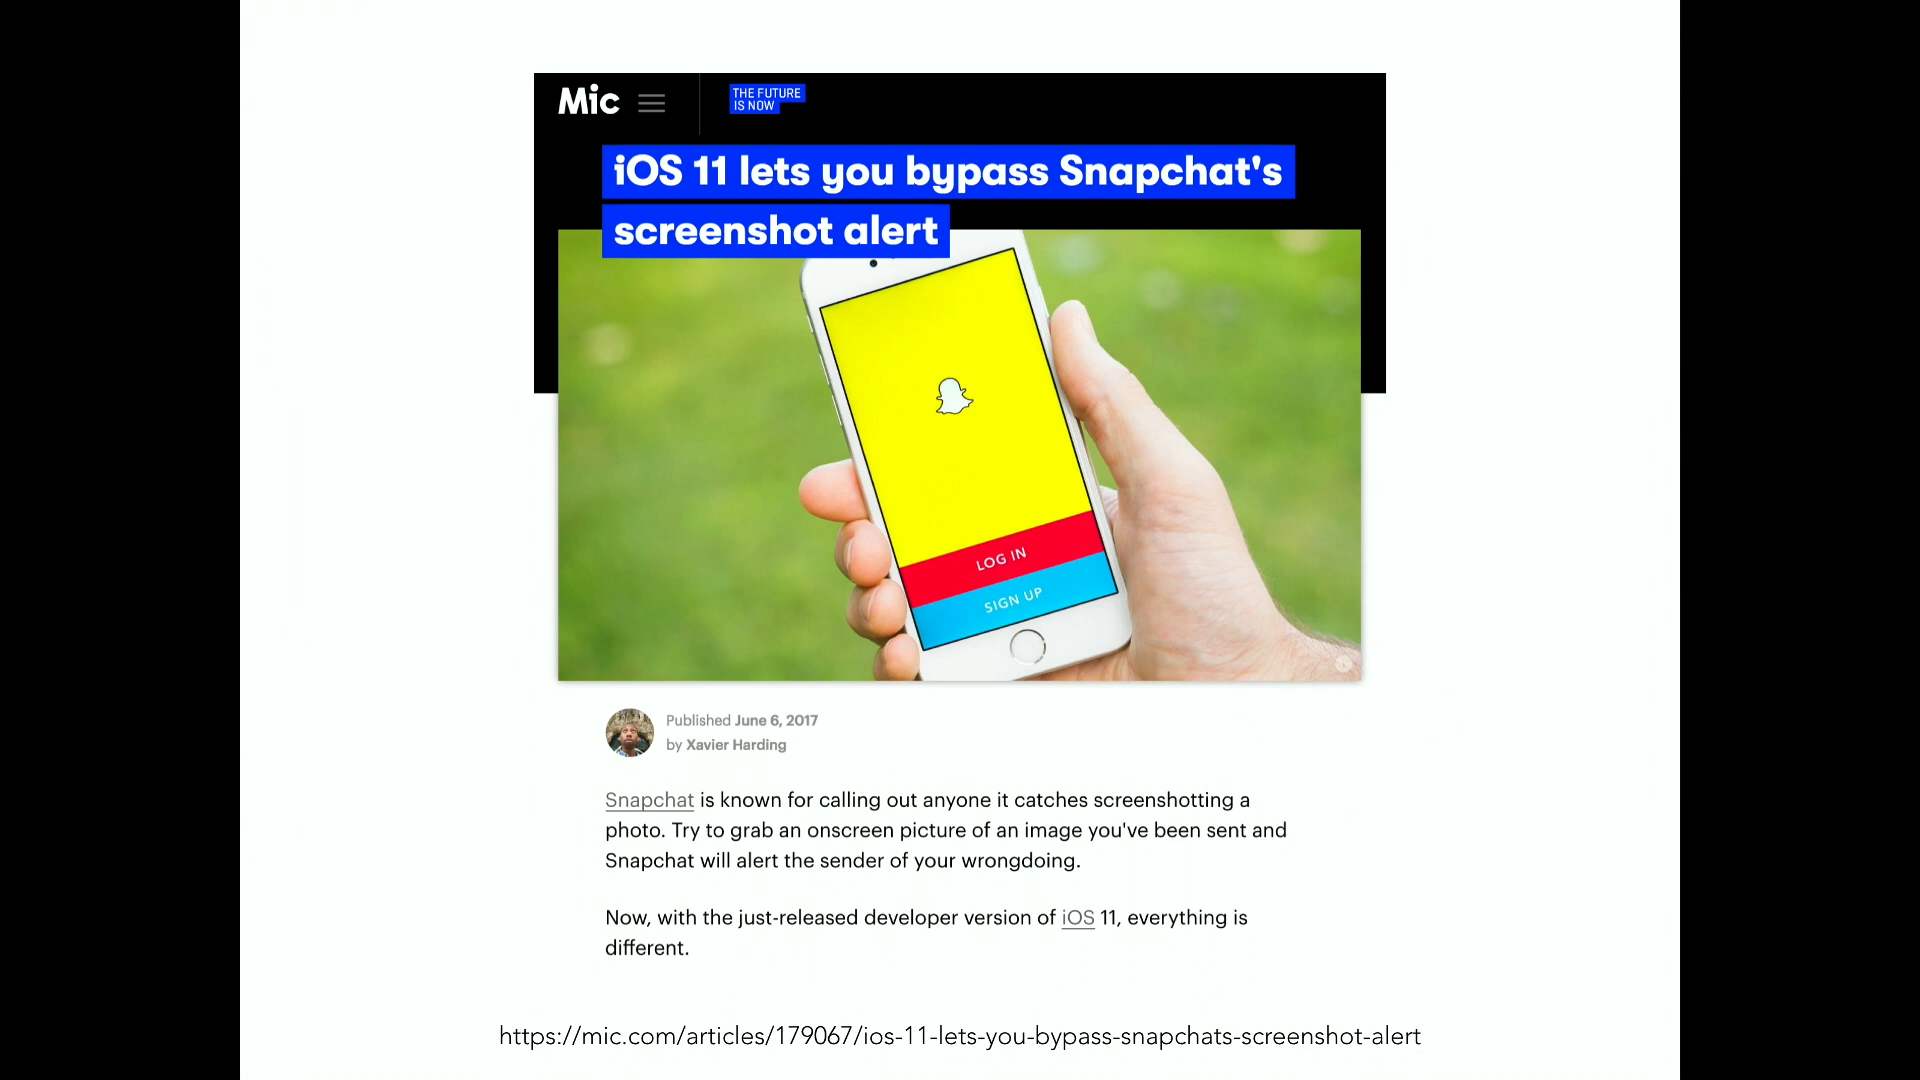 Mic
THE FUTURE
IS NOW
iOS 11 lets you bypass Snapchat's
screenshot alert
LOG IN
SIGN UP
Published June 6, 2017
by Xavier Harding
Snapchat is known for calling out anyone it catches screenshotting a
photo. Try to grab an onscreen picture of an image you've been sent and
Snapchat will alert the sender of your wrongdoing.
Now, with the just-released developer version of iOS 11, everything is
different.
https://mic.com/articles/179067/ios-11-lets-you-bypass-snapchats-screenshot-alert